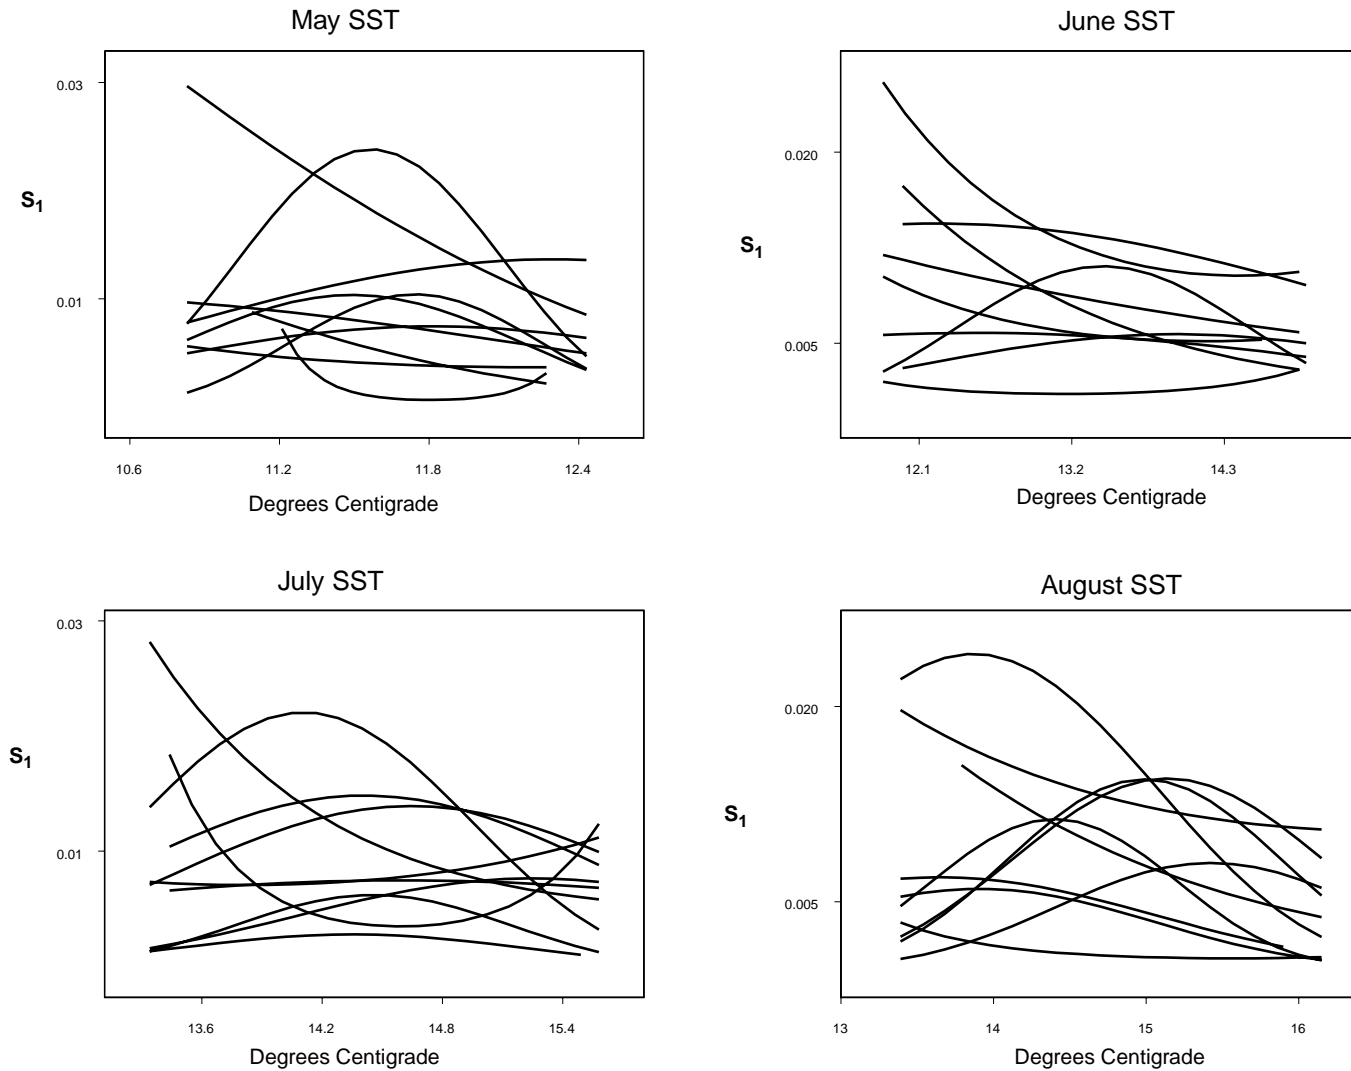 May SST
June SST
0.03
0.01
S1
10.6 11.2 11.8 12.4
Degrees Centigrade
0.020
0.005
S1
12.1 13.2 14.3
Degrees Centigrade
July SST
August SST
0.03
0.01
S1
13.6 14.2 14.8 15.4
Degrees Centigrade
0.020
0.005
S1
13 14 15 16
Degrees Centigrade